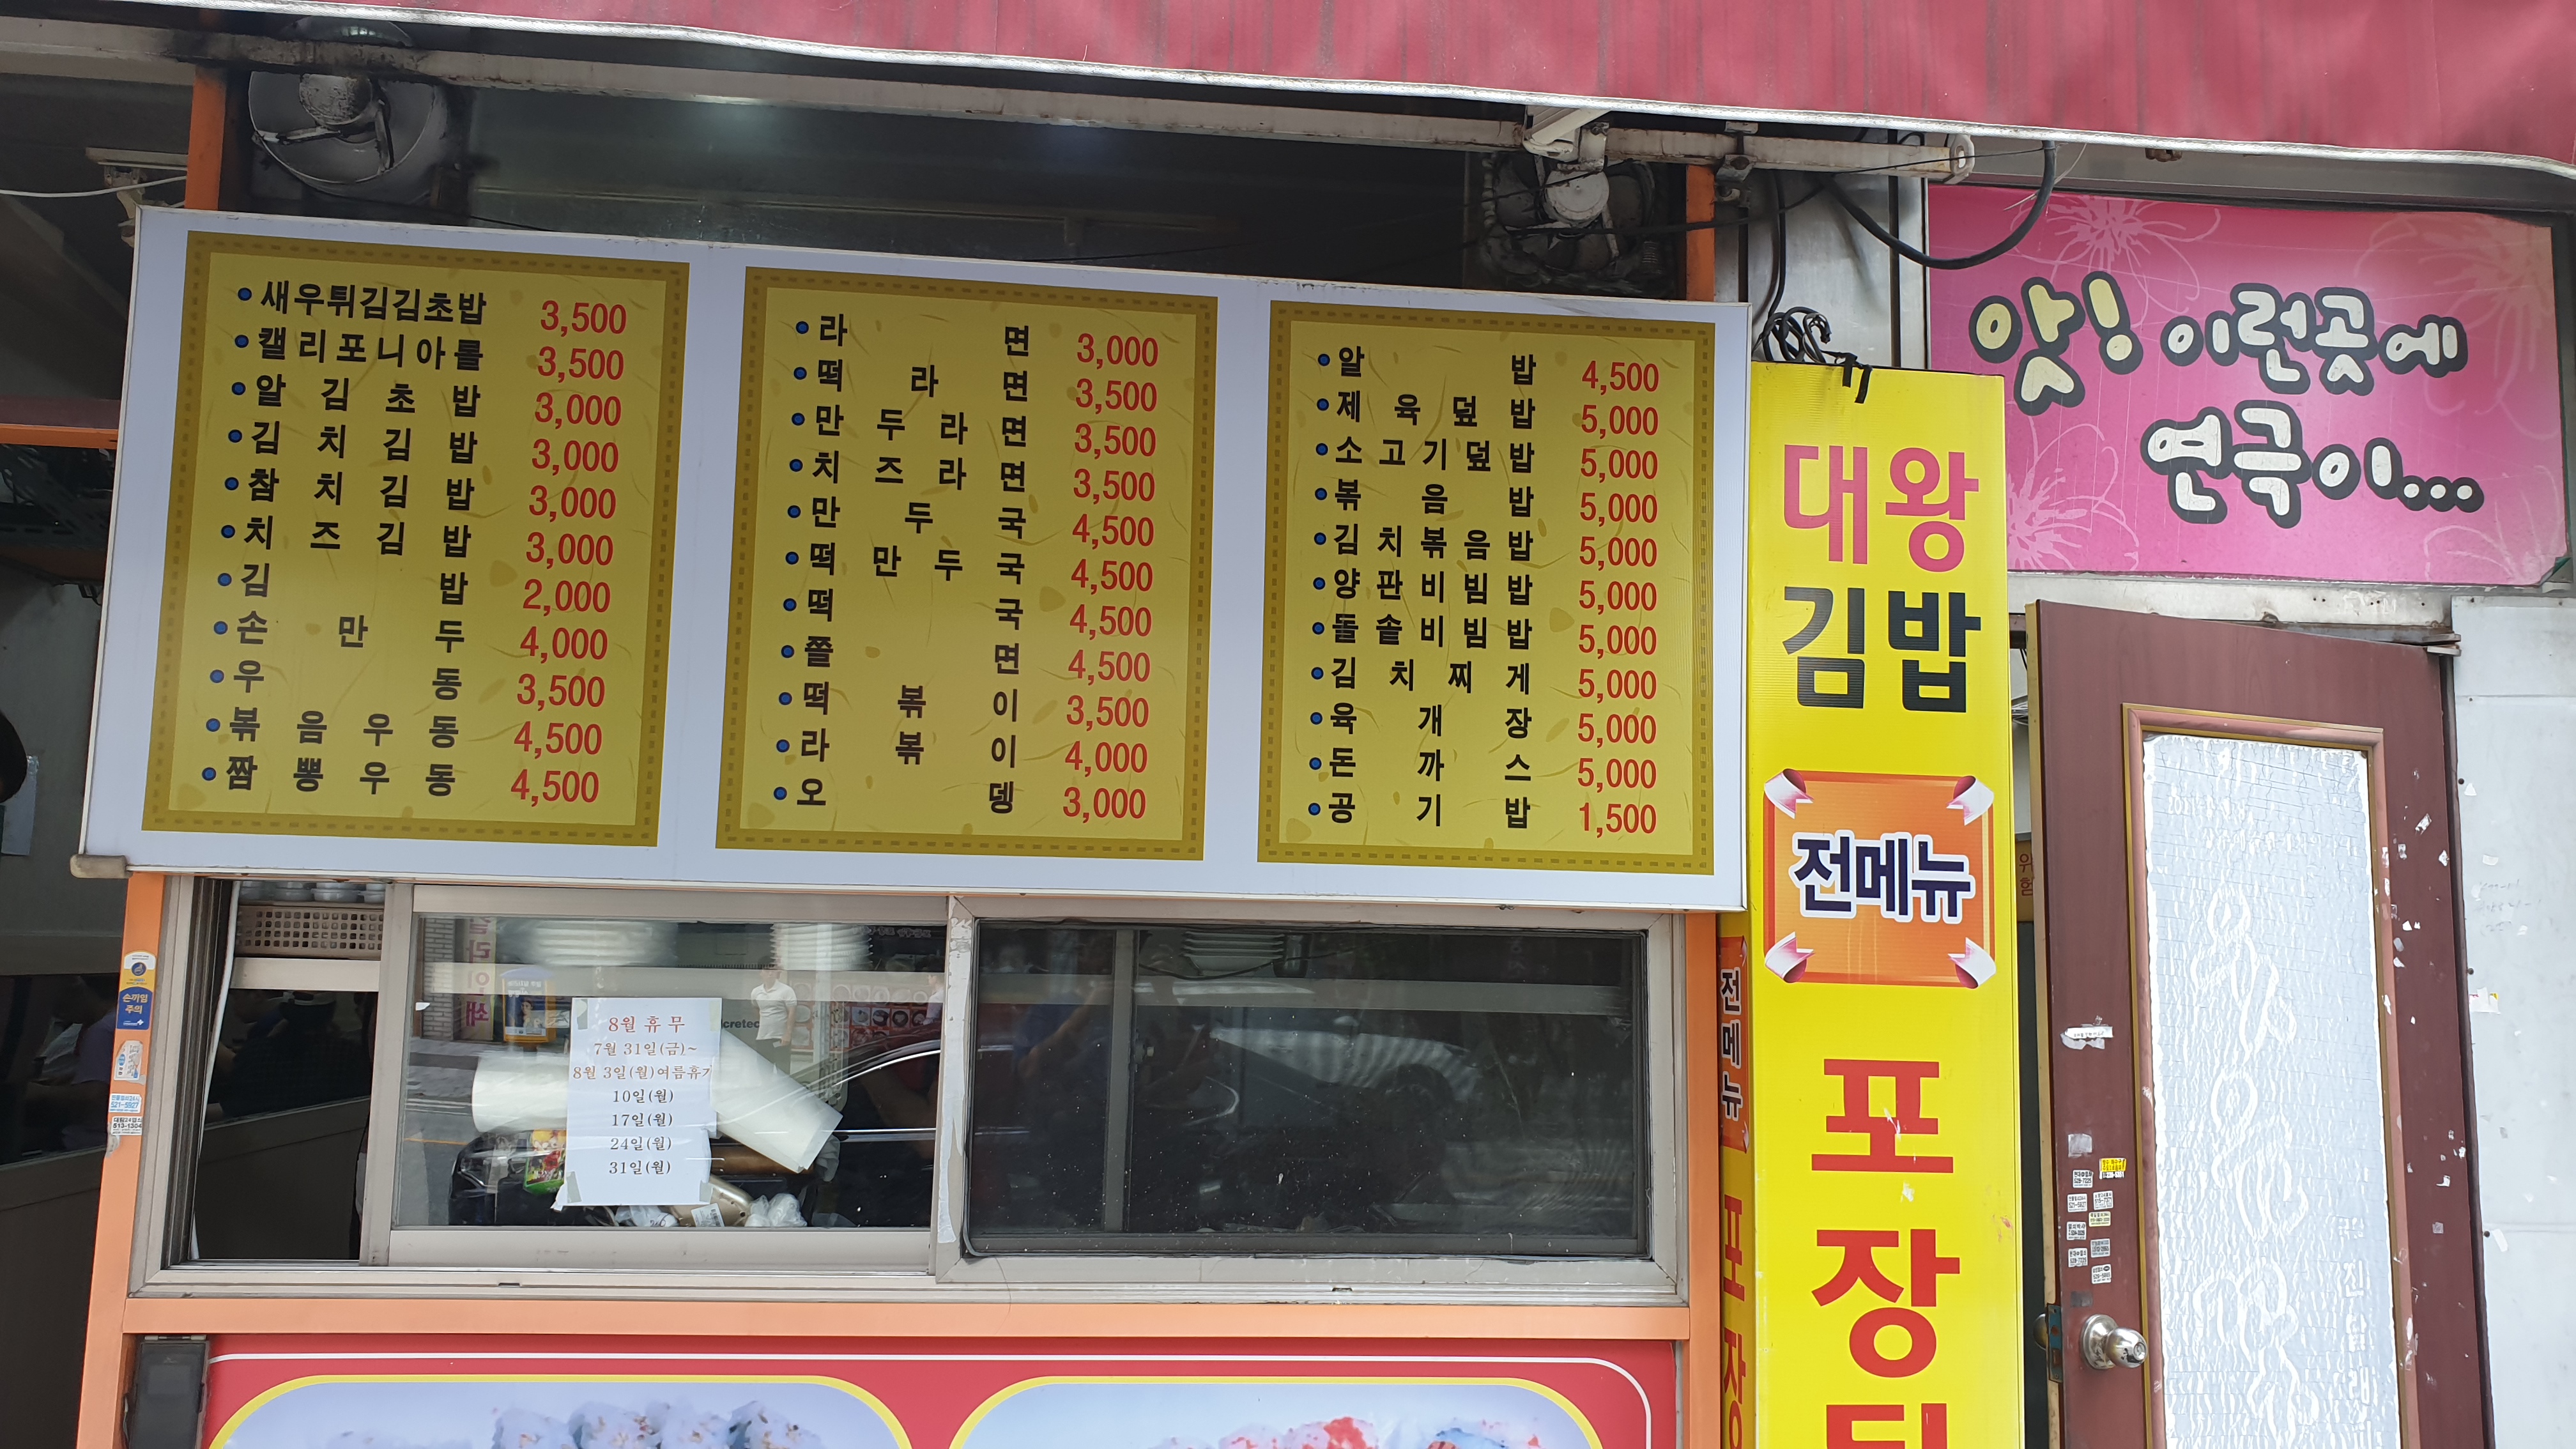 새우튀김김초밥 3,500
캘리포니아롤 3,500
알김초밥 3,000
김치김밥 3,000
참치김밥 3,000
치즈김밥 3,000
김밥 2,000
손만두 4,000
우동 3,500
볶음우동 4,500
짬뽕우동 4,500
라면 3,000
떡라면 3,500
만두라면 3,500
치즈라면 3,500
만두국 4,500
떡만두국 4,500
떡국 4,500
쫄면 4,500
떡볶이 3,500
라볶이 4,000
오뎅 3,000
알밥 4,500
제육덮밥 5,000
소고기덮밥 5,000
볶음밥 5,000
김치볶음밥 5,000
양판비빔밥 5,000
돌솥비빔밥 5,000
김치찌게 5,000
육개장 5,000
돈까스 5,000
공기밥 1,500
앗! 이런곳에
연극이...
대왕
김밥
전메뉴
포
장
전메뉴
포장
8월 휴무
7월 31일(금)~
8월 3일(월)여름휴가
10일(월)
17일(월)
24일(월)
31일(월)
손끼임
주의